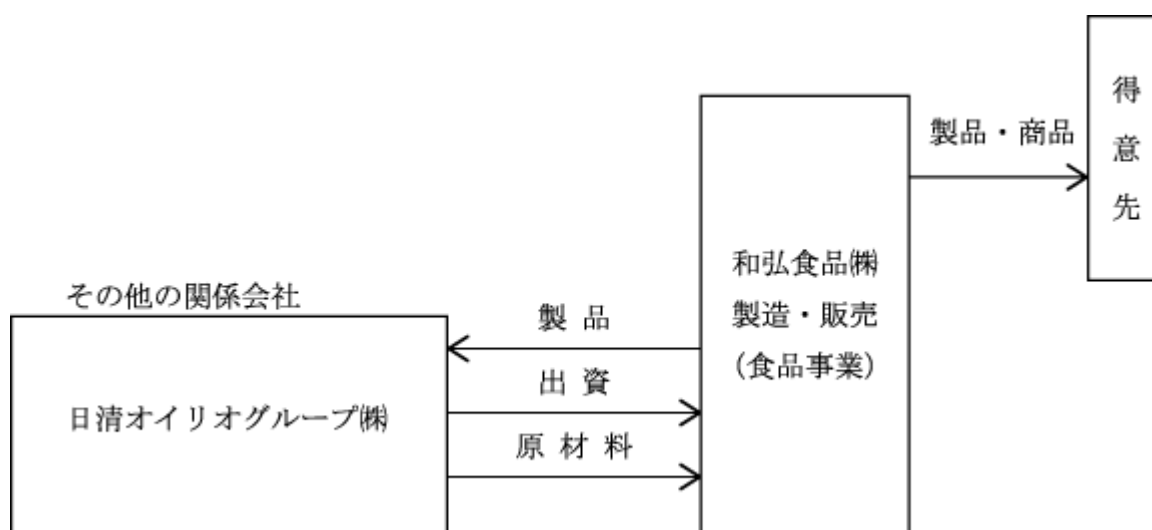 その他の関係会社
日清オイリオグループ㈱
製 品
出 資
原 材 料
和弘食品㈱
製造・販売
(食品事業)
製品・商品
得
意
先